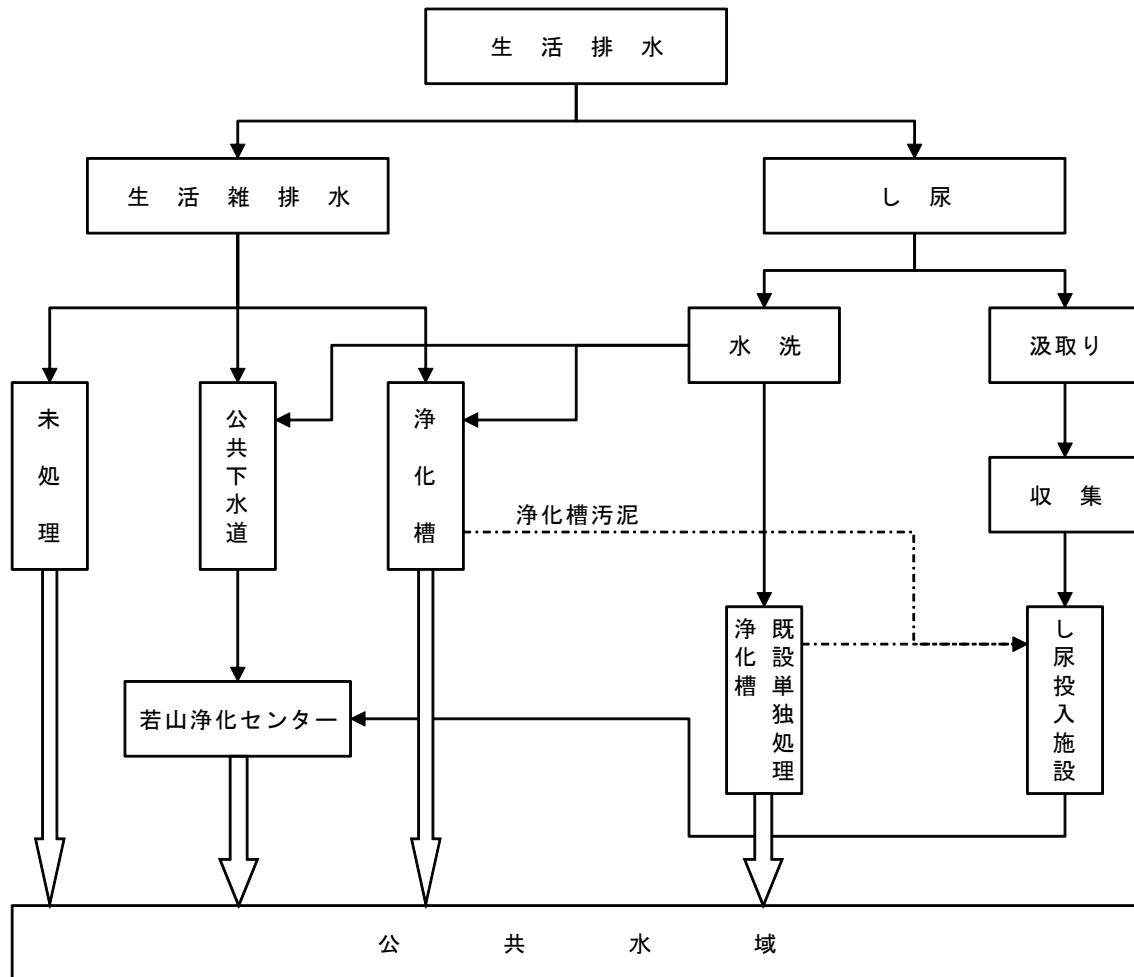 生活排水
生活雑排水
し尿
水洗
汲取り
未処理
公共下水道
浄化槽
収集
浄化槽汚泥
既設単独処理
浄化槽
し尿投入施設
若山浄化センター
公共水域